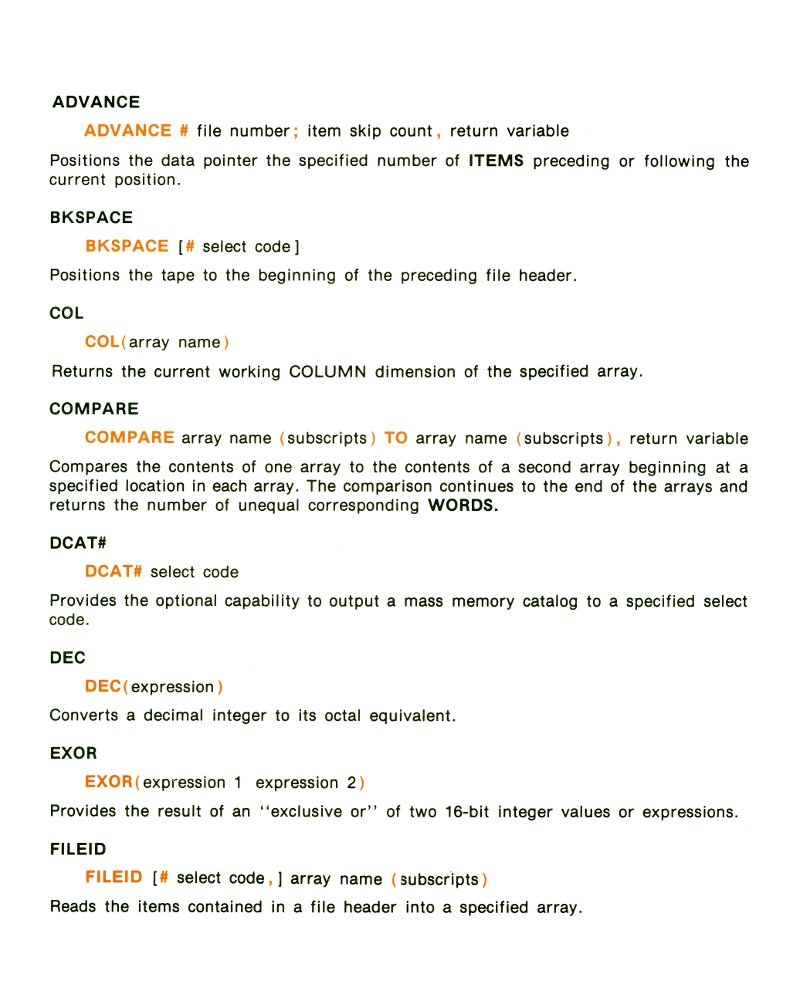 ADVANCE
ADVANCE # file number; item skip count, return variable
Positions the data pointer the specified number of ITEMS preceding or following the
current position.
BKSPACE
BKSPACE [# select code]
Positions the tape to the beginning of the preceding file header.
COL
COL(array name)
Returns the current working COLUMN dimension of the specified array.
COMPARE
COMPARE array name (subscripts) TO array name (subscripts), return variable
Compares the contents of one array to the contents of a second array beginning at a
specified location in each array. The comparison continues to the end of the arrays and
returns the number of unequal corresponding WORDS.
DCAT#
DCAT# select code
Provides the optional capability to output a mass memory catalog to a specified select
code.
DEC
DEC(expression)
Converts a decimal integer to its octal equivalent.
EXOR
EXOR(expression 1 expression 2)
Provides the result of an ''exclusive or'' of two 16-bit integer values or expressions.
FILEID
FILEID [# select code,] array name (subscripts)
Reads the items contained in a file header into a specified array.